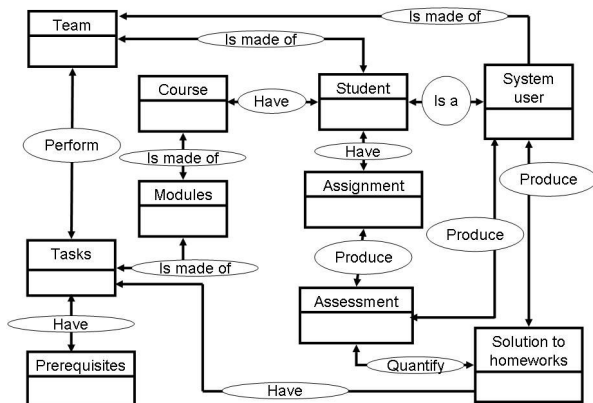 Team
Is made of
Is made of
Course
Have
Student
Is a
System
user
Perform
Is made of
Have
Produce
Modules
Assignment
Produce
Tasks
Is made of
Produce
Assessment
Have
Prerequisites
Quantify
Solution to
homeworks
Have